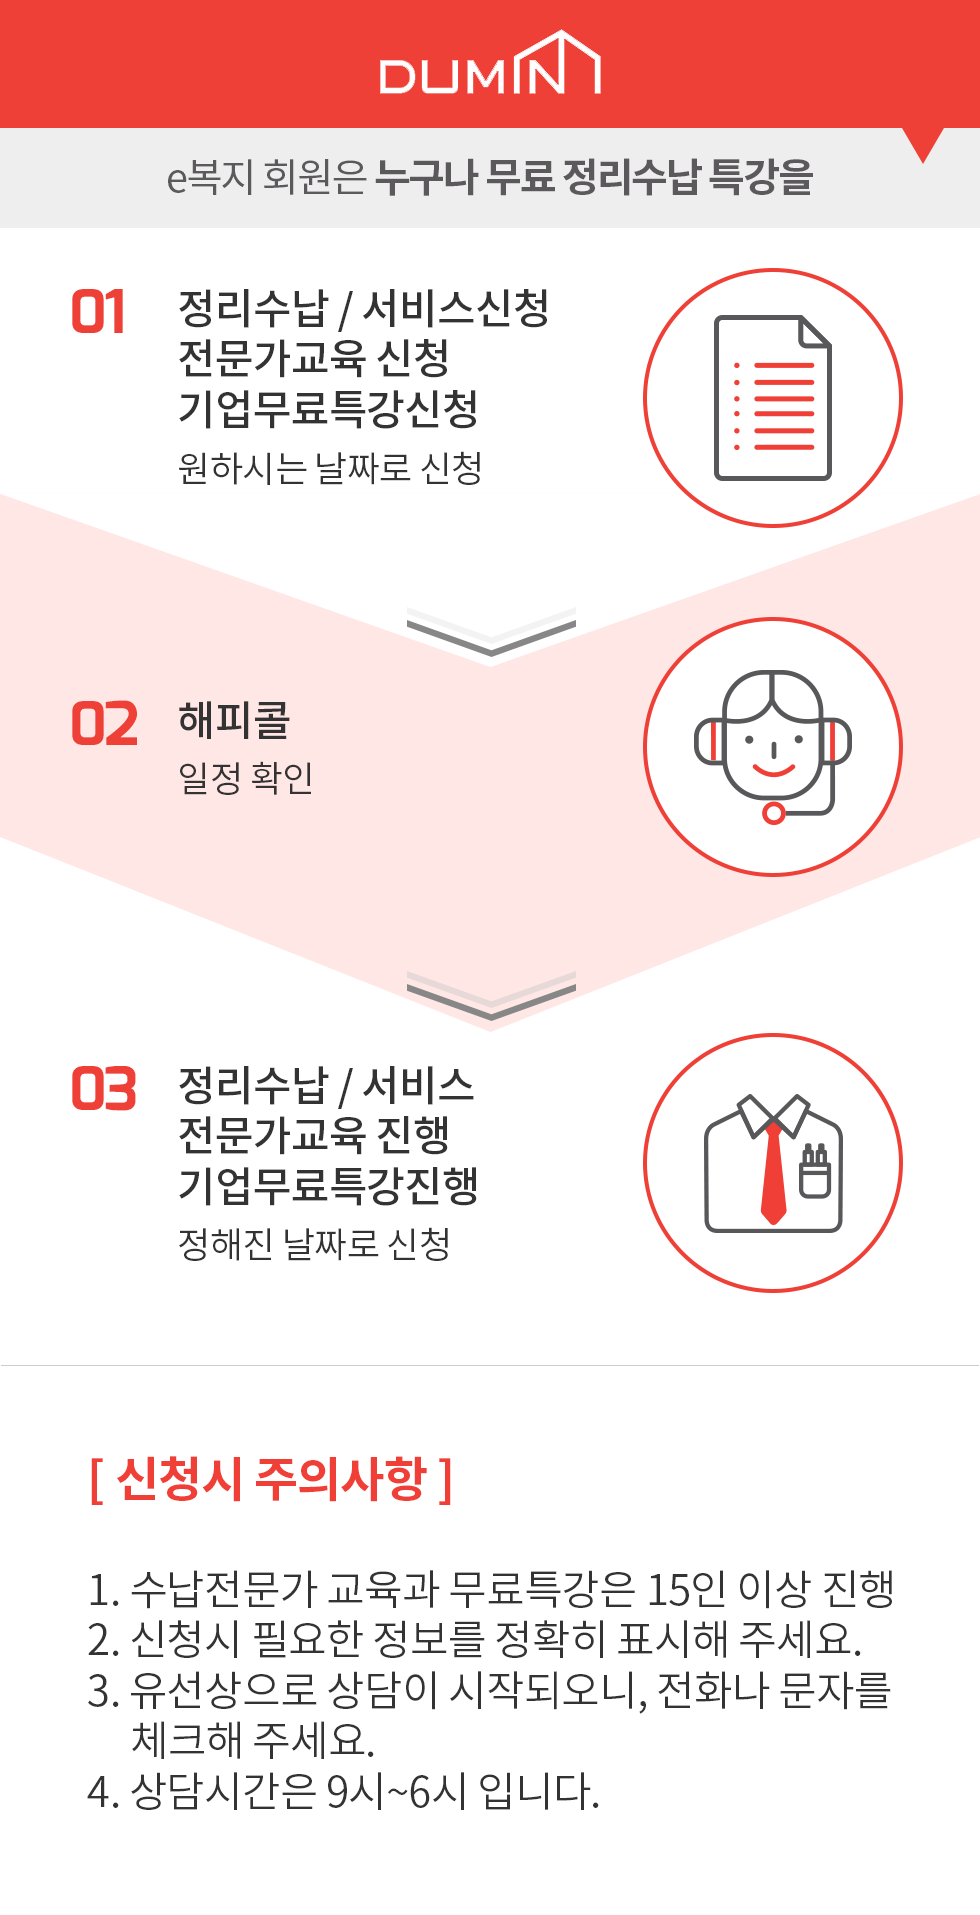 DUMIN
e복지 회원은 누구나 무료 정리수납 특강을
01
정리수납 / 서비스신청
전문가교육 신청
기업무료특강신청
원하시는 날짜로 신청
02
해피콜
일정 확인
03
정리수납 / 서비스
전문가교육 진행
기업무료특강진행
정해진 날짜로 신청
[ 신청시 주의사항 ]
1. 수납전문가 교육과 무료특강은 15인 이상 진행
2. 신청시 필요한 정보를 정확히 표시해 주세요.
3. 유선상으로 상담이 시작되오니, 전화나 문자를
체크해 주세요.
4. 상담시간은 9시~6시 입니다.